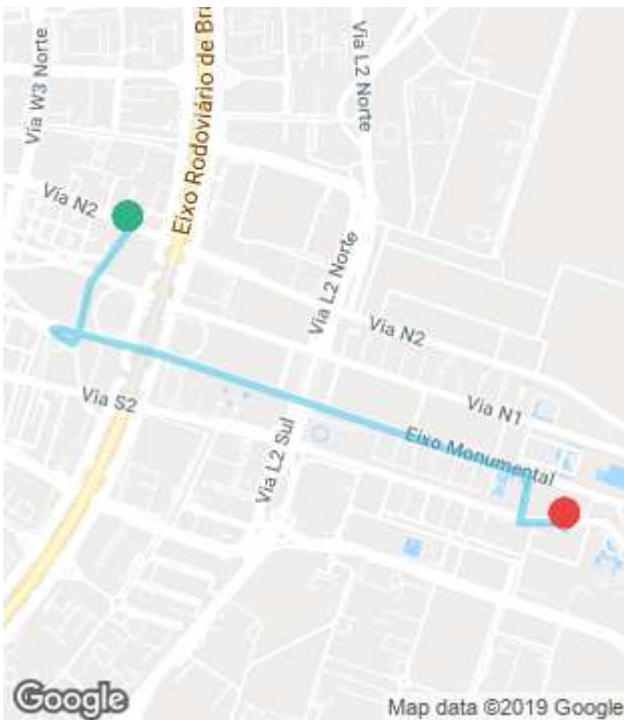 Via W3 Norte
Eixo Rodoviário de Bra
Via L2 Norte
Via N2
Via L2 Norte
Via N2
Via S2
Via N1
Via L2 Sul
Eixo Monumental
Google
Map data ©2019 Google